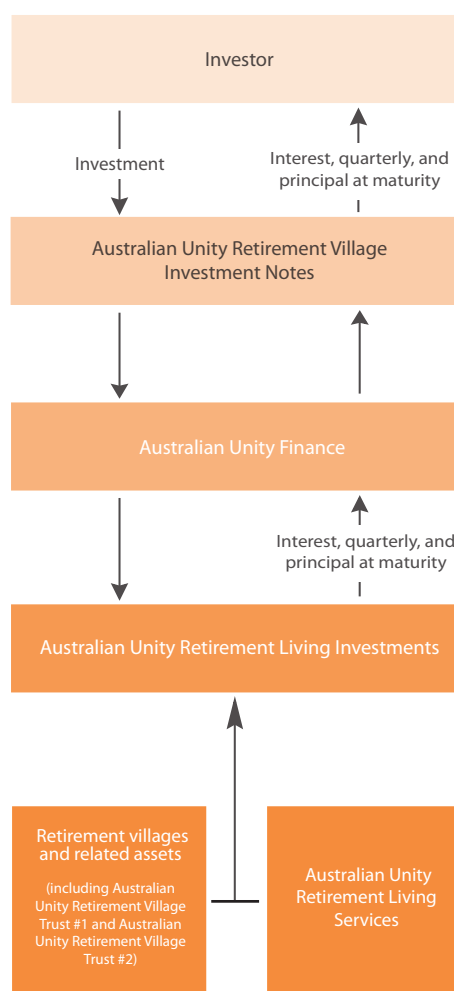 Investor
Investment
Interest, quarterly, and
principal at maturity
Australian Unity Retirement Village
Investment Notes
Australian Unity Finance
Interest, quarterly, and
principal at maturity
Australian Unity Retirement Living Investments
Retirement villages
and related assets
(including Australian
Unity Retirement Village
Trust #1 and Australian
Unity Retirement Village
Trust #2)
Australian Unity
Retirement Living
Services